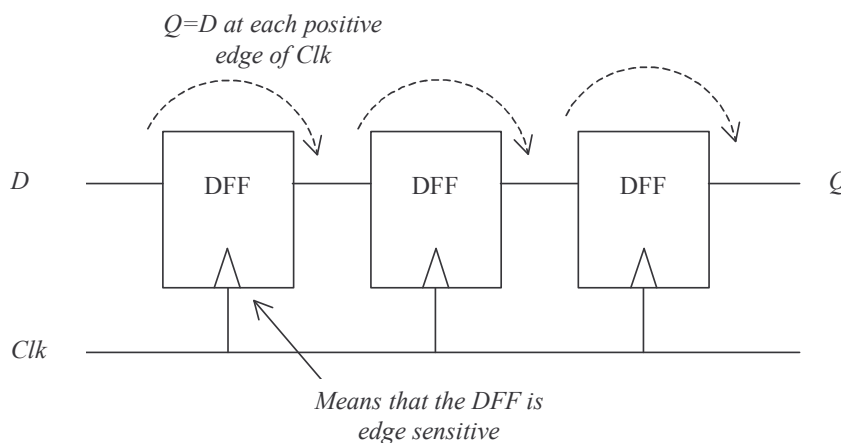 Q=D at each positive
edge of Clk
DFF
DFF
DFF
D
Q
Clk
Means that the DFF is
edge sensitive